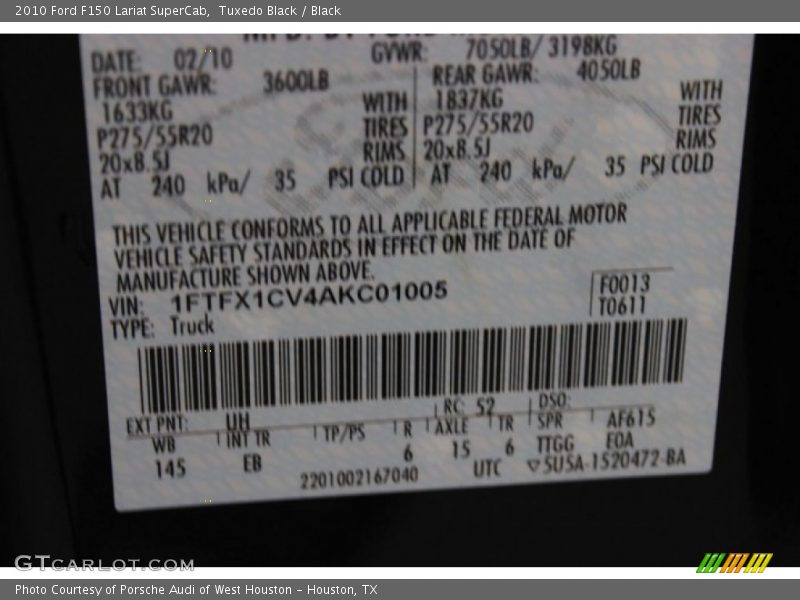 2010 Ford F150 Lariat SuperCab, Tuxedo Black / Black
DATE: 02/10 GVWR: 7050LB/ 3198KG
FRONT GAWR: 3600LB REAR GAWR: 4050LB
1633KG WITH 1837KG WITH
P275/55R20 TIRES P275/55R20 TIRES
20x8.5J RIMS 20x8.5J RIMS
AT 240 kPa/ 35 PSI COLD AT 240 kPa/ 35 PSI COLD
THIS VEHICLE CONFORMS TO ALL APPLICABLE FEDERAL MOTOR
VEHICLE SAFETY STANDARDS IN EFFECT ON THE DATE OF
MANUFACTURE SHOWN ABOVE.
VIN: 1FTFX1CV4AKC01005 F0013
TYPE: Truck T0611
EXT PNT: UH RC: 52 DSO:
WB INT TR TP/PS R AXLE TR SPR AF615
145 EB 6 15 6 TTGG EOA
2201002167040 UTC ▽5U5A-1520472-BA
GTCARLOT.COM
Photo Courtesy of Porsche Audi of West Houston - Houston, TX